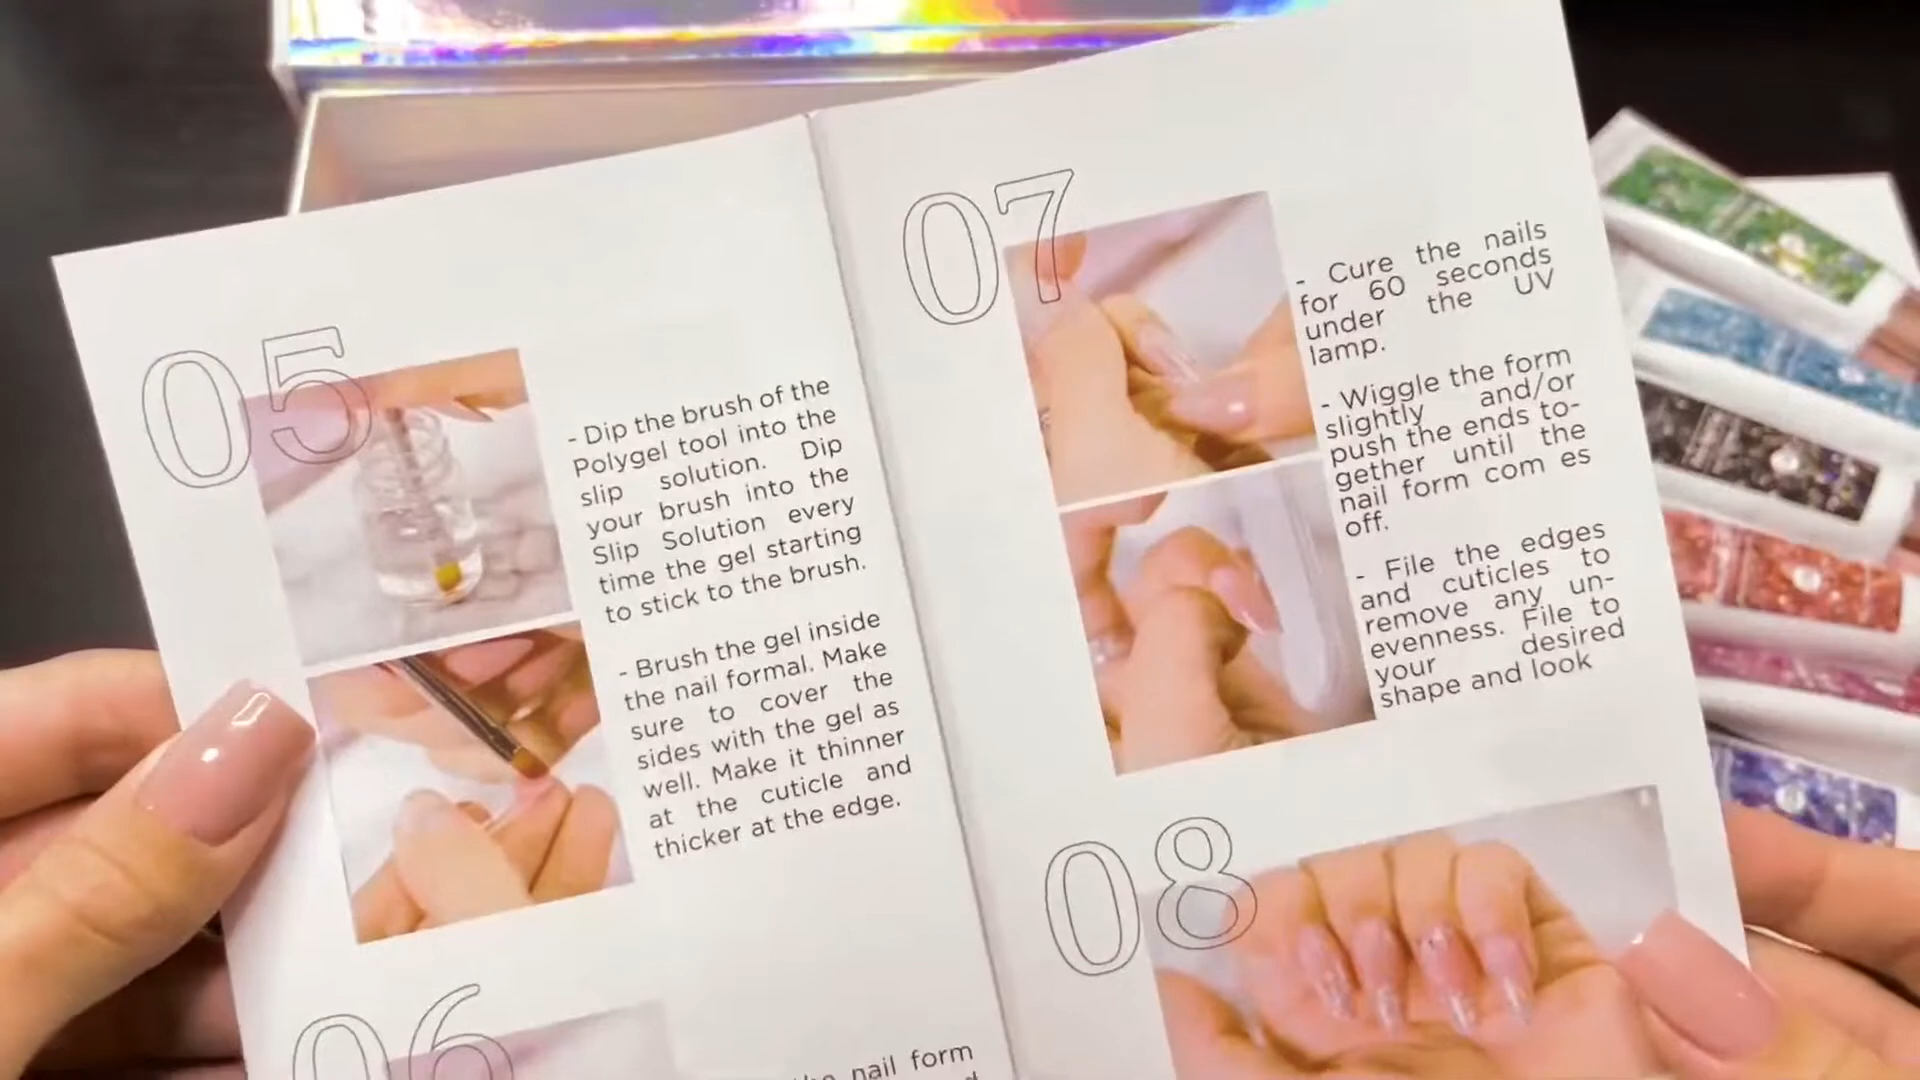 05
- Dip the brush of the
Polygel tool into the
slip solution. Dip
your brush into the
Slip Solution every
time the gel starting
to stick to the brush.
- Brush the gel inside
the nail formal. Make
sure to cover the
sides with the gel as
well. Make it thinner
at the cuticle and
thicker at the edge.
06
nail form
07
- Cure the nails
for 60 seconds
under the UV
lamp.
- Wiggle the form
slightly and/or
push the ends to-
gether until the
nail form com es
off.
- File the edges
and cuticles to
remove any un-
evenness. File to
your desired
shape and look
08